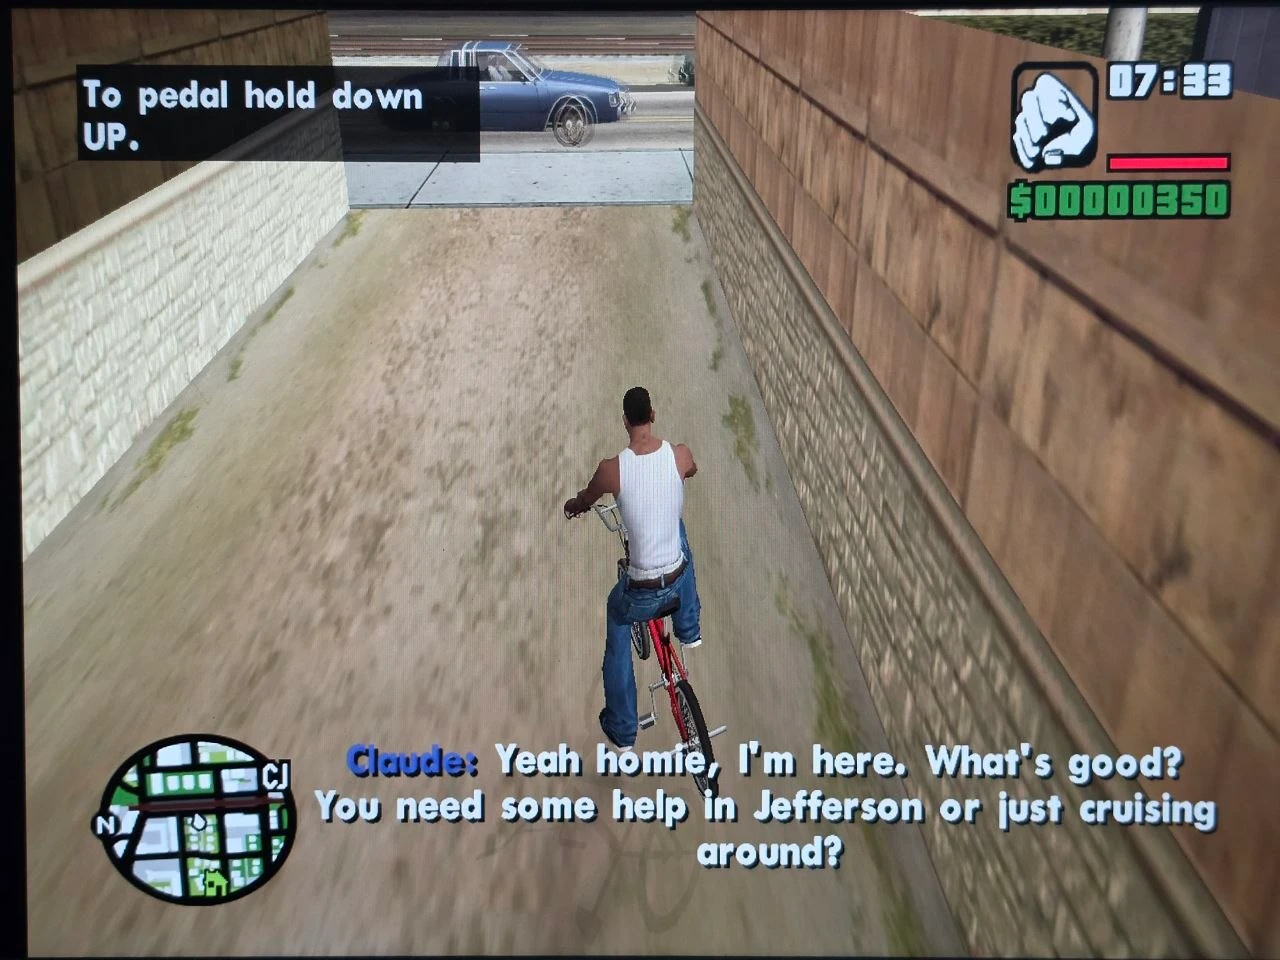 To pedal hold down
UP.
07:33
$00000350
CJ
N
Claude: Yeah homie, I'm here. What's good?
You need some help in Jefferson or just cruising
around?